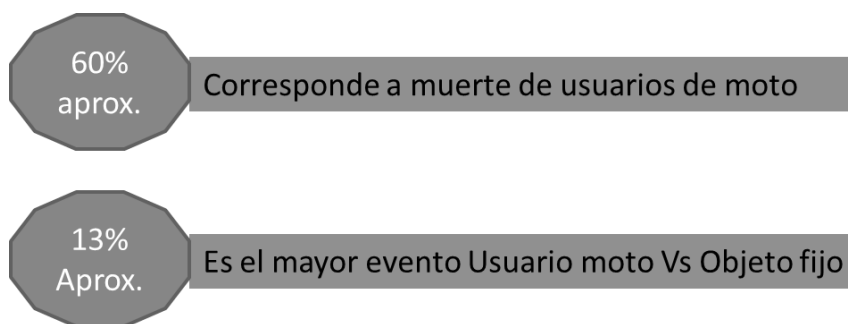 60%
aprox.
Corresponde a muerte de usuarios de moto
13%
Aprox.
Es el mayor evento Usuario moto Vs Objeto fijo